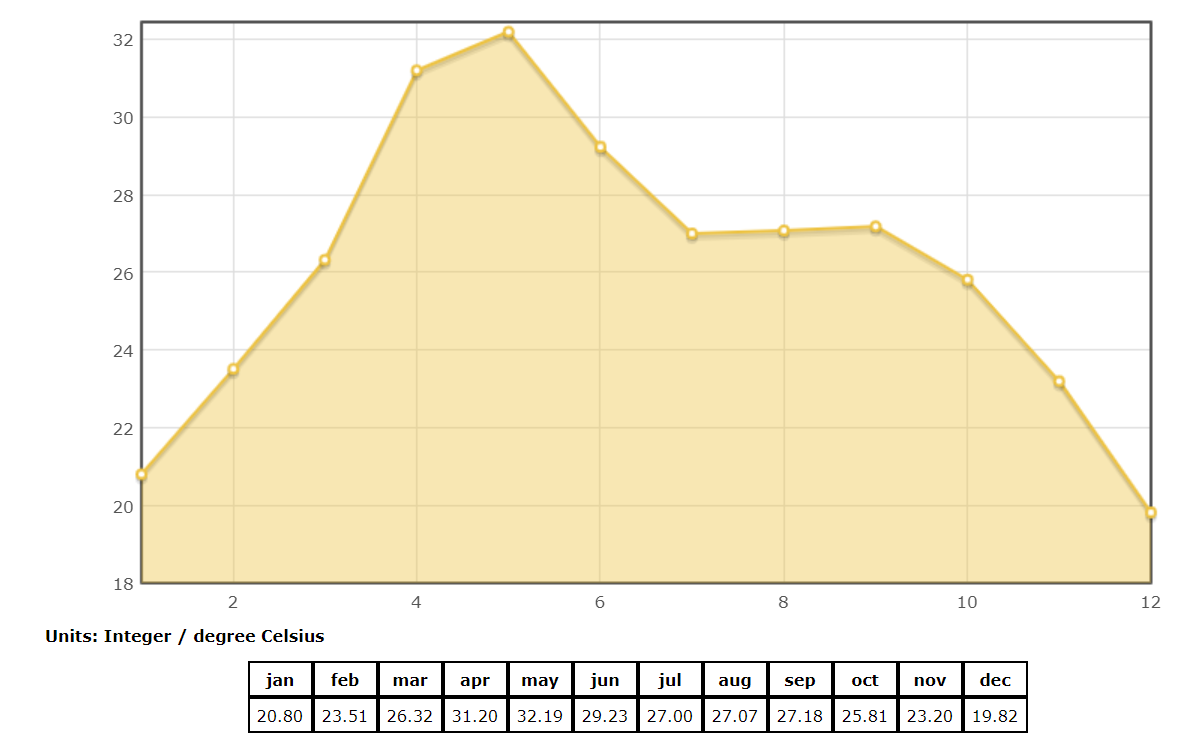 32
30
28
26
24
22
20
18
2 4 6 8 10 12
Units: Integer / degree Celsius
jan feb mar apr may jun jul aug sep oct nov dec
20.80 23.51 26.32 31.20 32.19 29.23 27.00 27.07 27.18 25.81 23.20 19.82